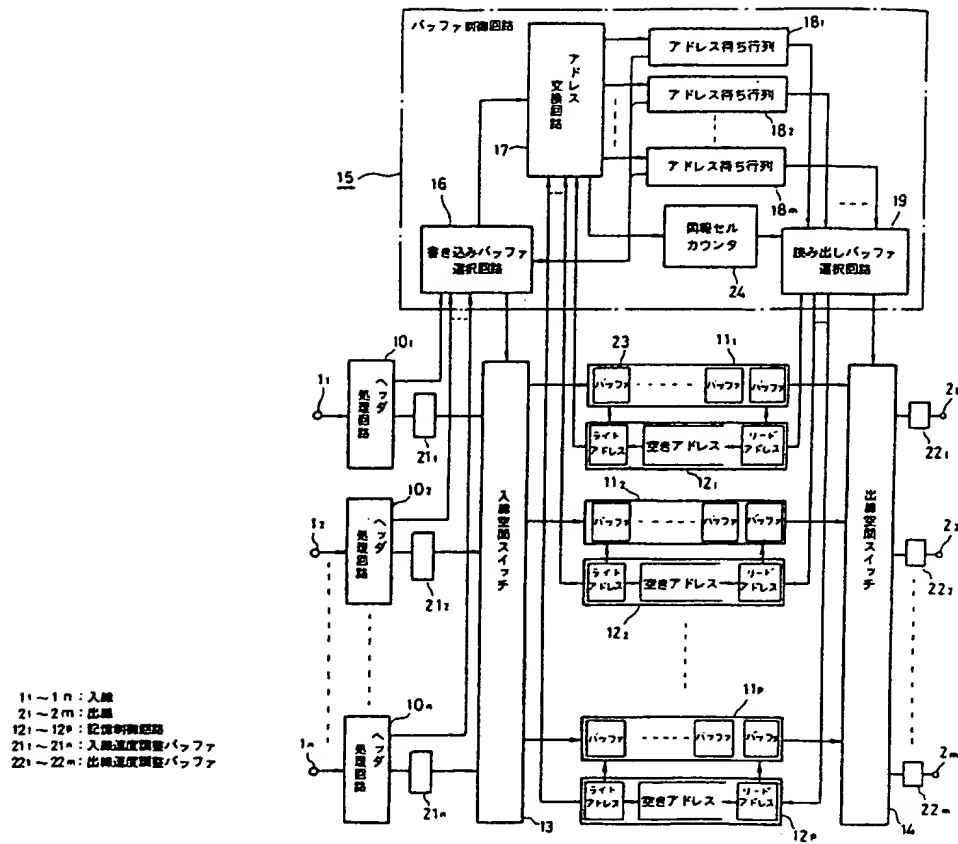 バッファ制御回路
アドレス
交換回路
17
アドレス待ち行列
18₁
アドレス待ち行列
18₂
アドレス待ち行列
18m
15
16
書き込みバッファ
選択回路
同報セル
カウンタ
24
19
読み出しバッファ
選択回路
1₁
10₁
ヘッダ
処理回路
21₁
1₂
10₂
ヘッダ
処理回路
21₂
1n
10n
ヘッダ
処理回路
21n
入線空間スイッチ
13
23
11₁
バッファ
バッファ
バッファ
ライト
アドレス
空きアドレス
リード
アドレス
12₁
11₂
バッファ
バッファ
バッファ
ライト
アドレス
空きアドレス
リード
アドレス
12₂
11p
バッファ
バッファ
バッファ
ライト
アドレス
空きアドレス
リード
アドレス
12p
出線空間スイッチ
14
2₁
22₁
2₂
22₂
2m
22m
1₁～1n：入線
2₁～2m：出線
12₁～12p：記憶制御回路
21₁～21n：入線速度調整バッファ
22₁～22m：出線速度調整バッファ